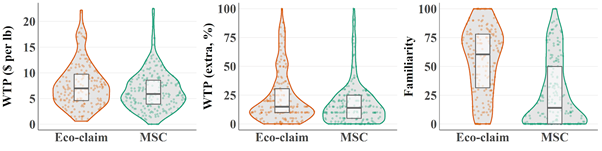 WTP ($ per lb)
20
15
10
5
0
Eco-claim MSC
WTP (extra, %)
100
75
50
25
0
Eco-claim MSC
Familiarity
100
75
50
25
0
Eco-claim MSC